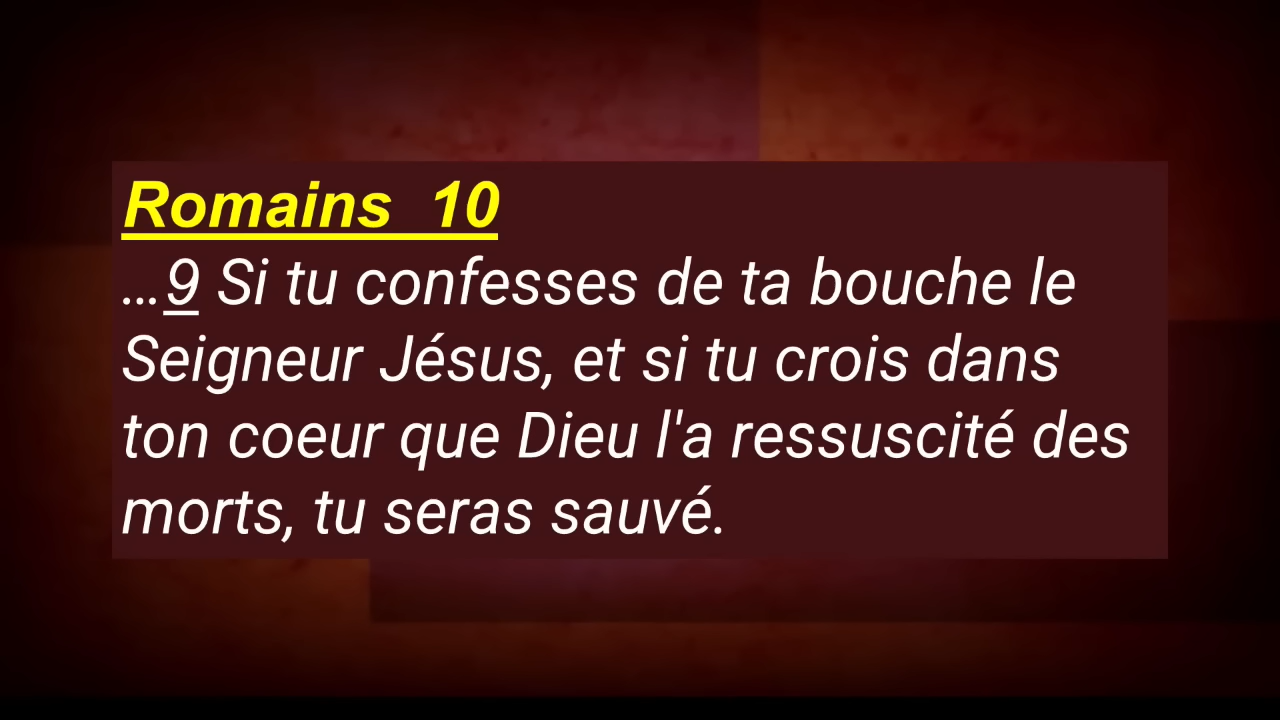 Romains 10
...9 Si tu confesses de ta bouche le
Seigneur Jésus, et si tu crois dans
ton coeur que Dieu l'a ressuscité des
morts, tu seras sauvé.